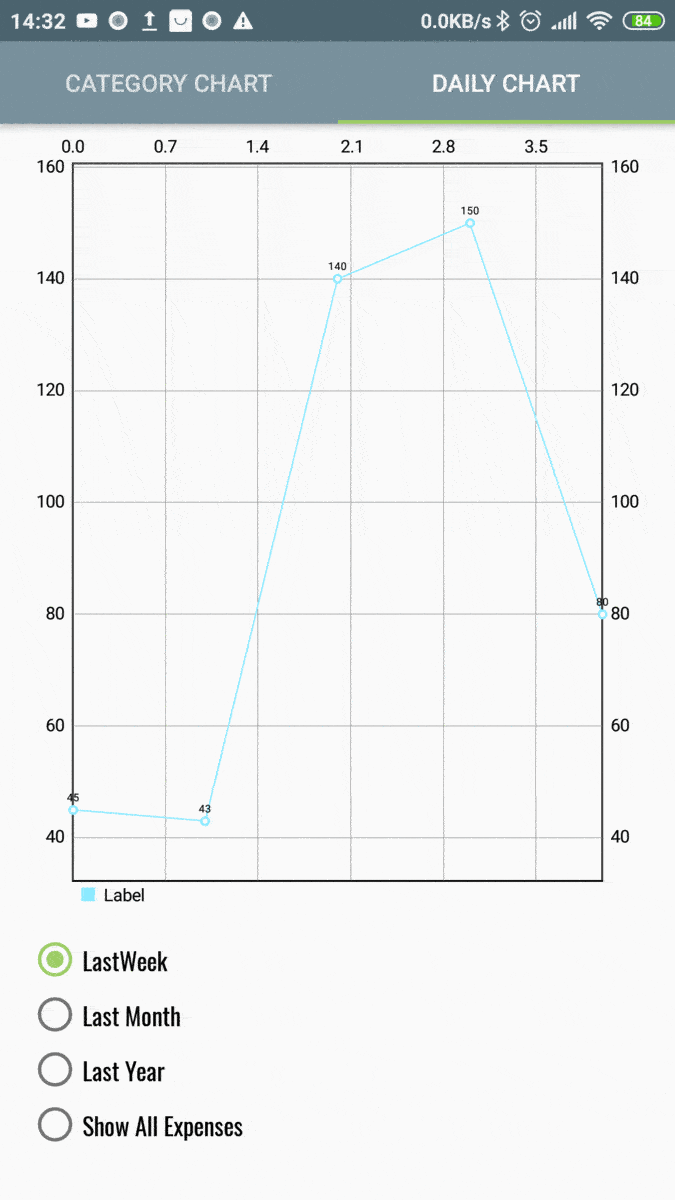 14:32 0.0KB/s 84
CATEGORY CHART DAILY CHART
0.0 0.7 1.4 2.1 2.8 3.5
160 160
150
140
140 140
120 120
100 100
80
80 80
60 60
45
43
40 40
Label
LastWeek
Last Month
Last Year
Show All Expenses